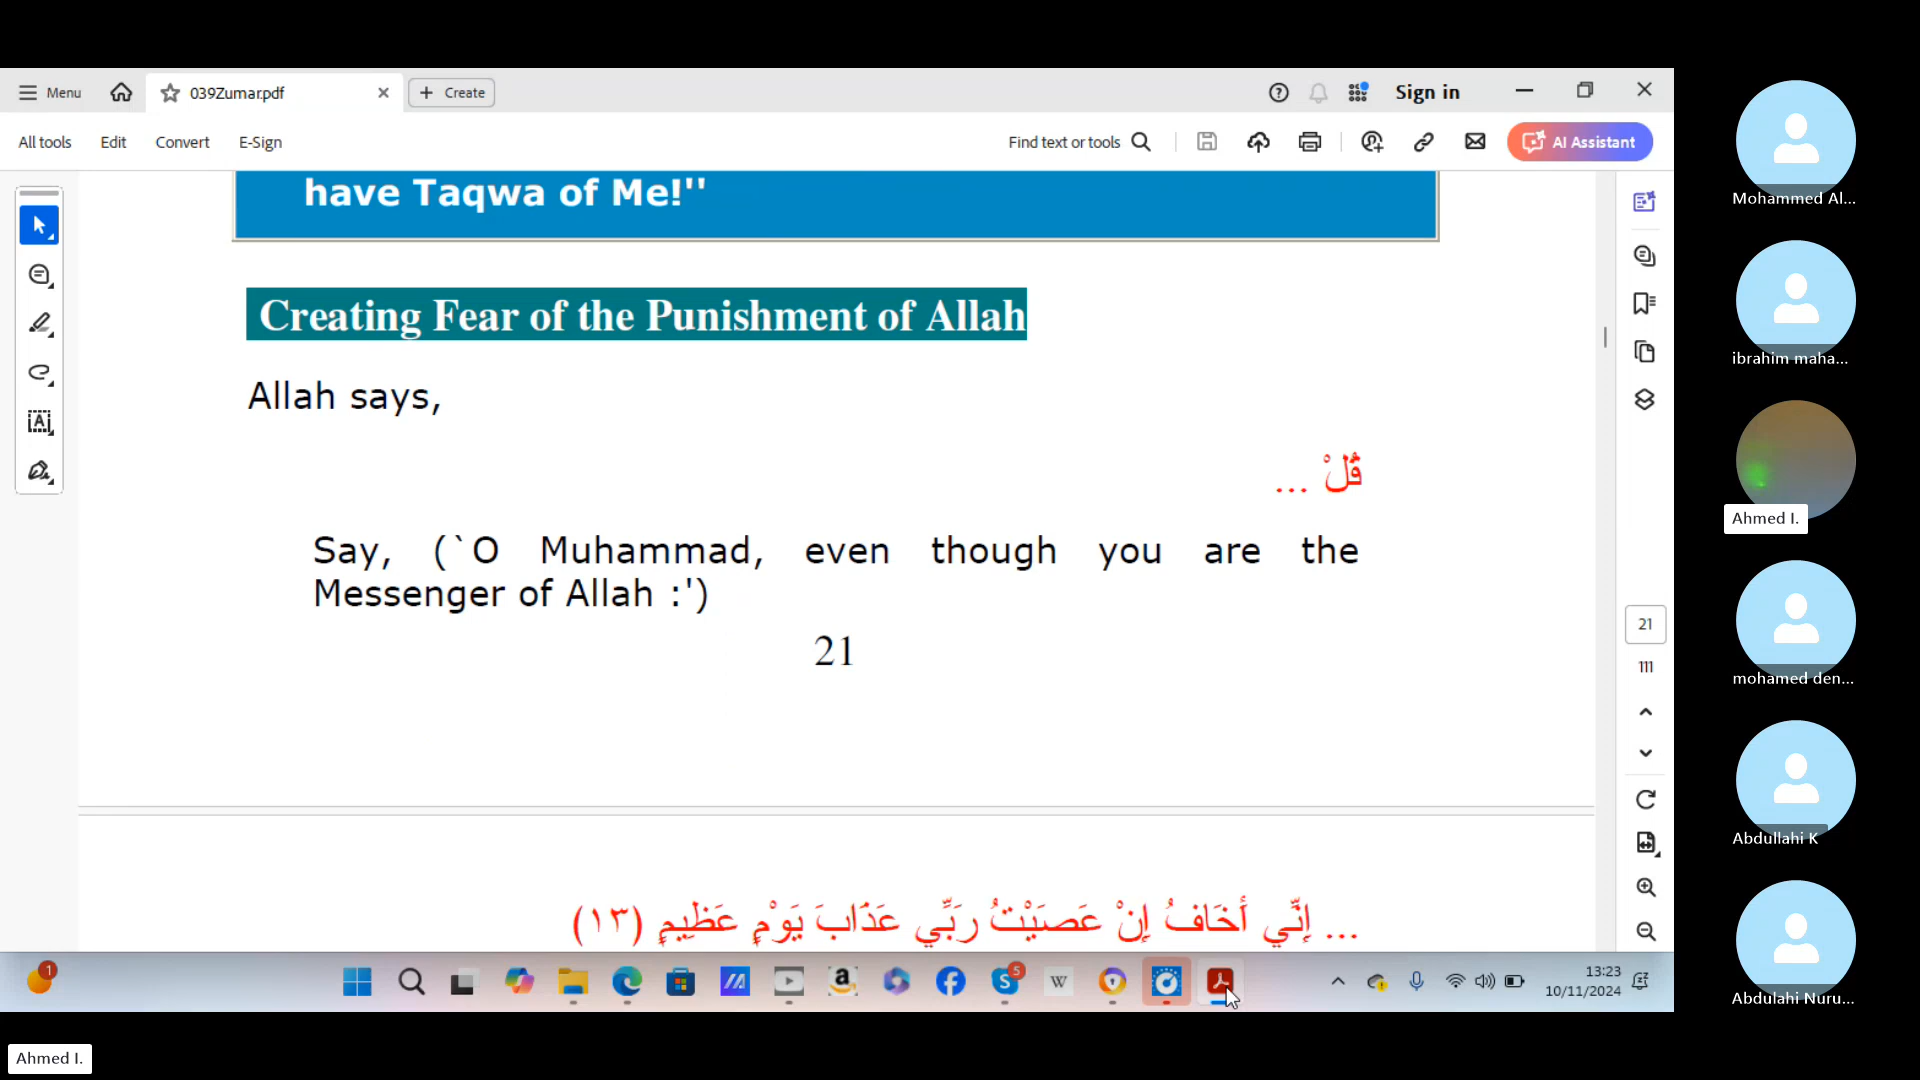 Menu
039Zumar.pdf
Create
Sign in
All tools
Edit
Convert
E-Sign
Find text or tools
AI Assistant
have Taqwa of Me!''
Creating Fear of the Punishment of Allah
Allah says,
قُلْ ...
Say, (`O Muhammad, even though you are the
Messenger of Allah :')
21
... إِنِّي أَخَافُ إِنْ عَصَيْتُ رَبِّي عَذَابَ يَوْمٍ عَظِيمٍ (١٣)
21
111
1
5
W
13:23
10/11/2024
Mohammed Al...
ibrahim maha...
Ahmed I.
mohamed den...
Abdullahi K
Abdulahi Nuru...
Ahmed I.